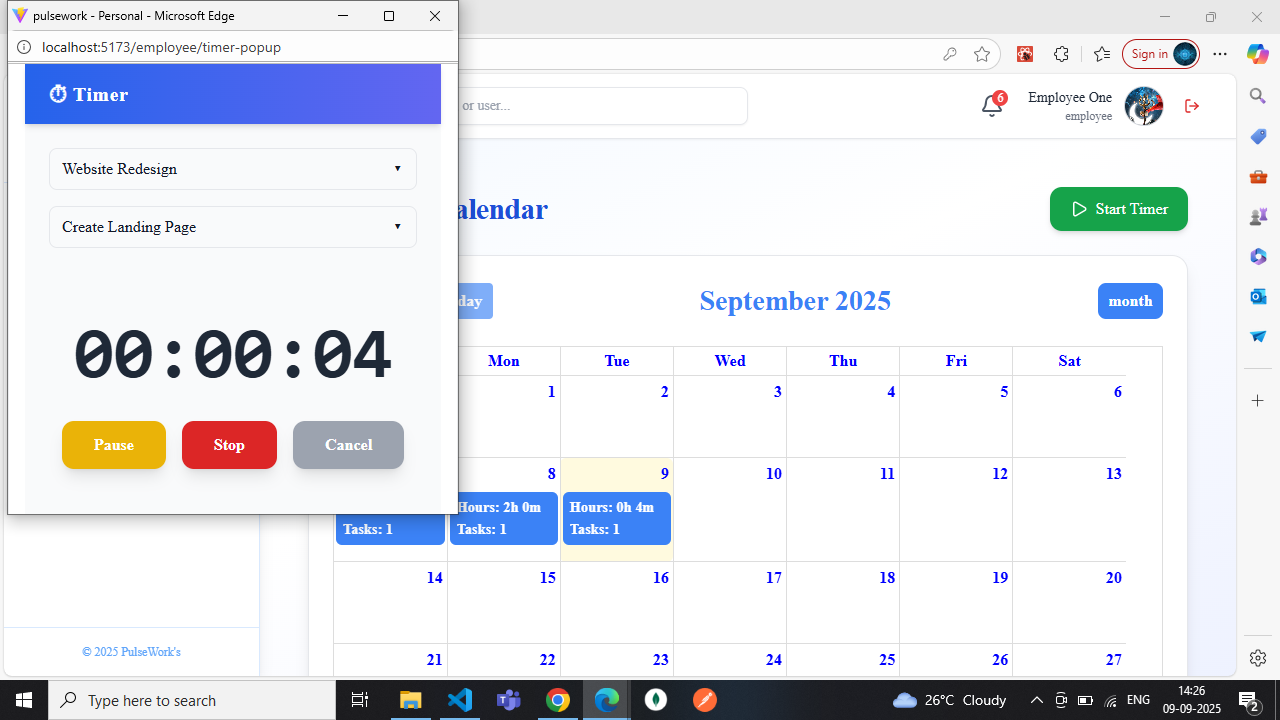 pulsework - Personal - Microsoft Edge
localhost:5173/employee/timer-popup
Sign in
Timer
or user...
6
Employee One
employee
Website Redesign
Create Landing Page
alendar
Start Timer
day
September 2025
month
00:00:04
Pause
Stop
Cancel
Mon
Tue
Wed
Thu
Fri
Sat
1
2
3
4
5
6
8
9
10
11
12
13
Tasks: 1
Hours: 2h 0m
Tasks: 1
Hours: 0h 4m
Tasks: 1
14
15
16
17
18
19
20
21
22
23
24
25
26
27
© 2025 PulseWork's
Type here to search
26°C Cloudy
ENG
14:26
09-09-2025
2